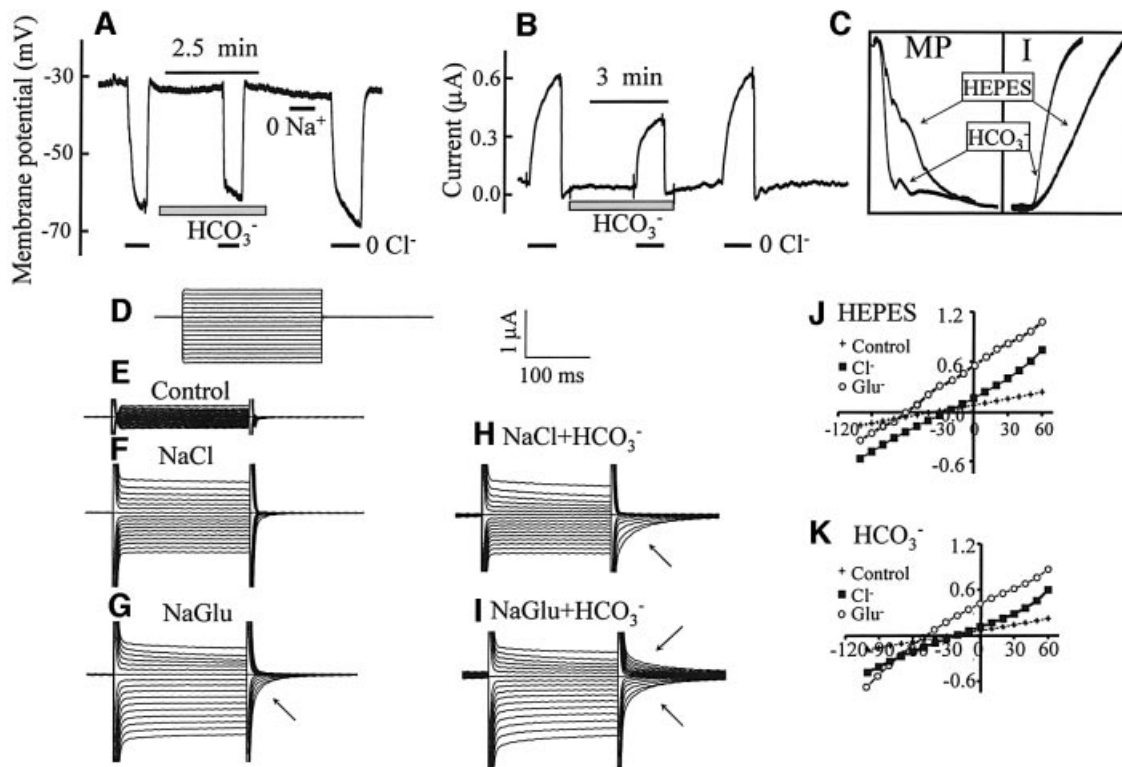 A
2.5 min
Membrane potential (mV)
-30
-50
-70
0 Na⁺
HCO₃⁻
0 Cl⁻
B
3 min
Current (μA)
0.6
0.3
0.0
HCO₃⁻
0 Cl⁻
C
MP
I
HEPES
HCO₃⁻
D
1 μA
100 ms
E
Control
F
NaCl
G
NaGlu
H
NaCl+HCO₃⁻
I
NaGlu+HCO₃⁻
J
HEPES
Control
Cl⁻
Glu⁻
1.2
0.6
0.0
-0.6
-120
-30
0
30
60
K
HCO₃⁻
Control
Cl⁻
Glu⁻
1.2
0.6
-0.6
-120
-90
-30
0
30
60